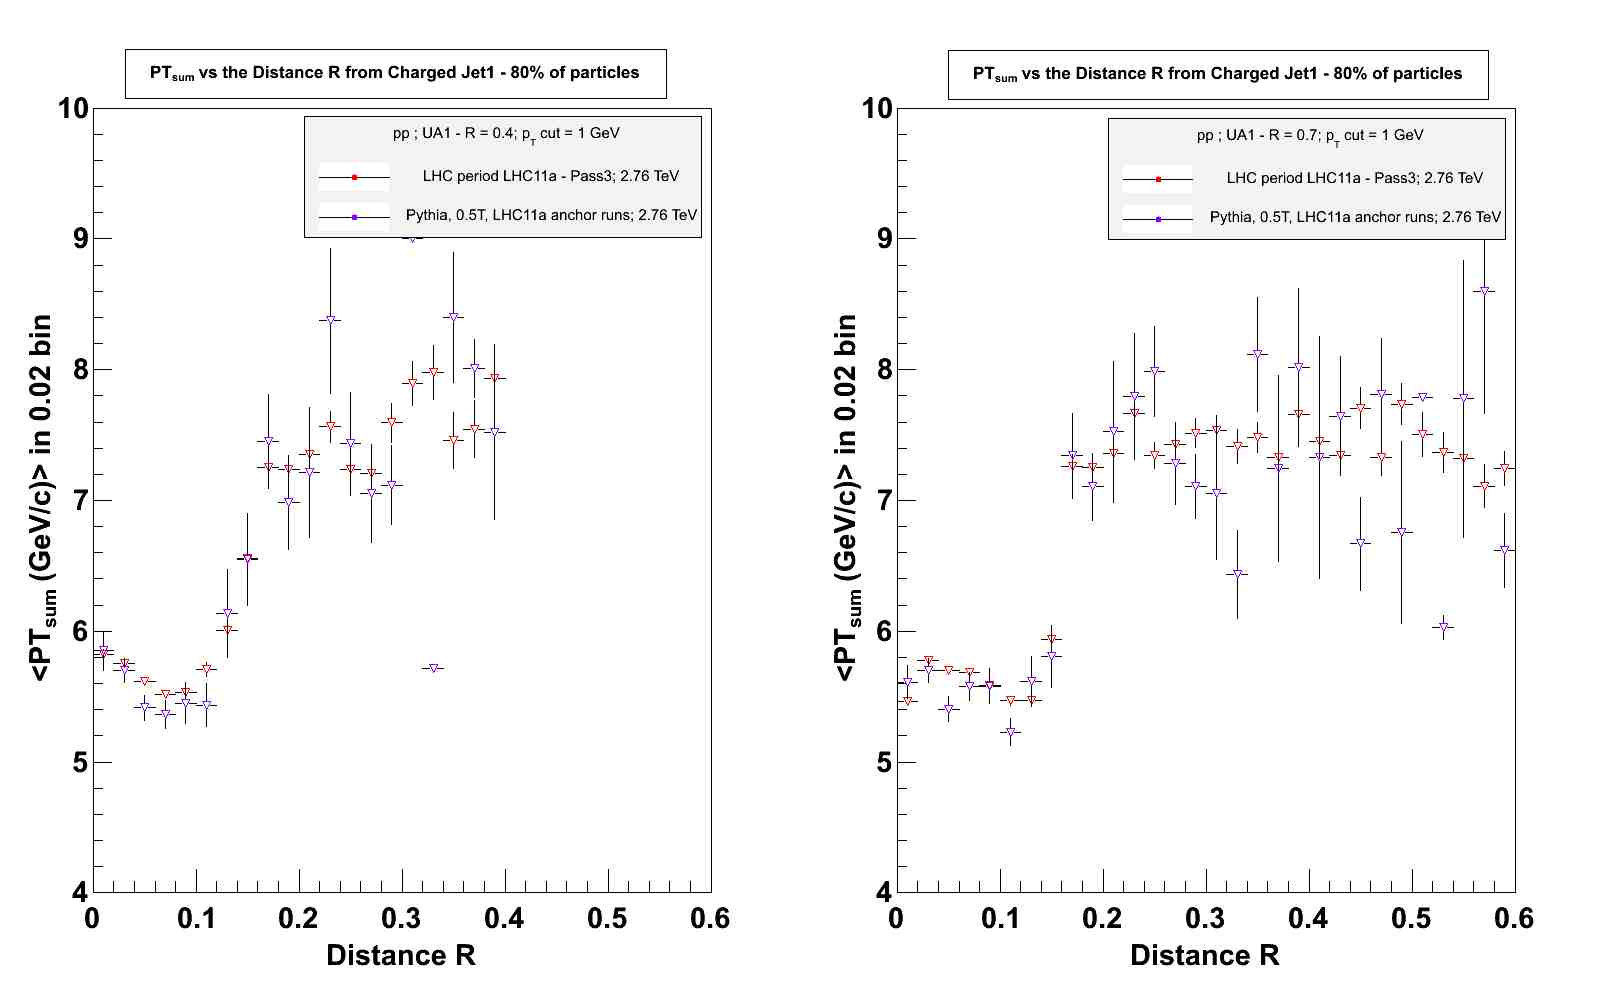 PTsum vs the Distance R from Charged Jet1 - 80% of particles
pp ; UA1 - R = 0.4; pT cut = 1 GeV
LHC period LHC11a - Pass3; 2.76 TeV
Pythia, 0.5T, LHC11a anchor runs; 2.76 TeV
<PTsum (GeV/c)> in 0.02 bin
10
9
8
7
6
5
4
0 0.1 0.2 0.3 0.4 0.5 0.6
Distance R
PTsum vs the Distance R from Charged Jet1 - 80% of particles
pp ; UA1 - R = 0.7; pT cut = 1 GeV
LHC period LHC11a - Pass3; 2.76 TeV
Pythia, 0.5T, LHC11a anchor runs; 2.76 TeV
<PTsum (GeV/c)> in 0.02 bin
10
9
8
7
6
5
4
0 0.1 0.2 0.3 0.4 0.5 0.6
Distance R